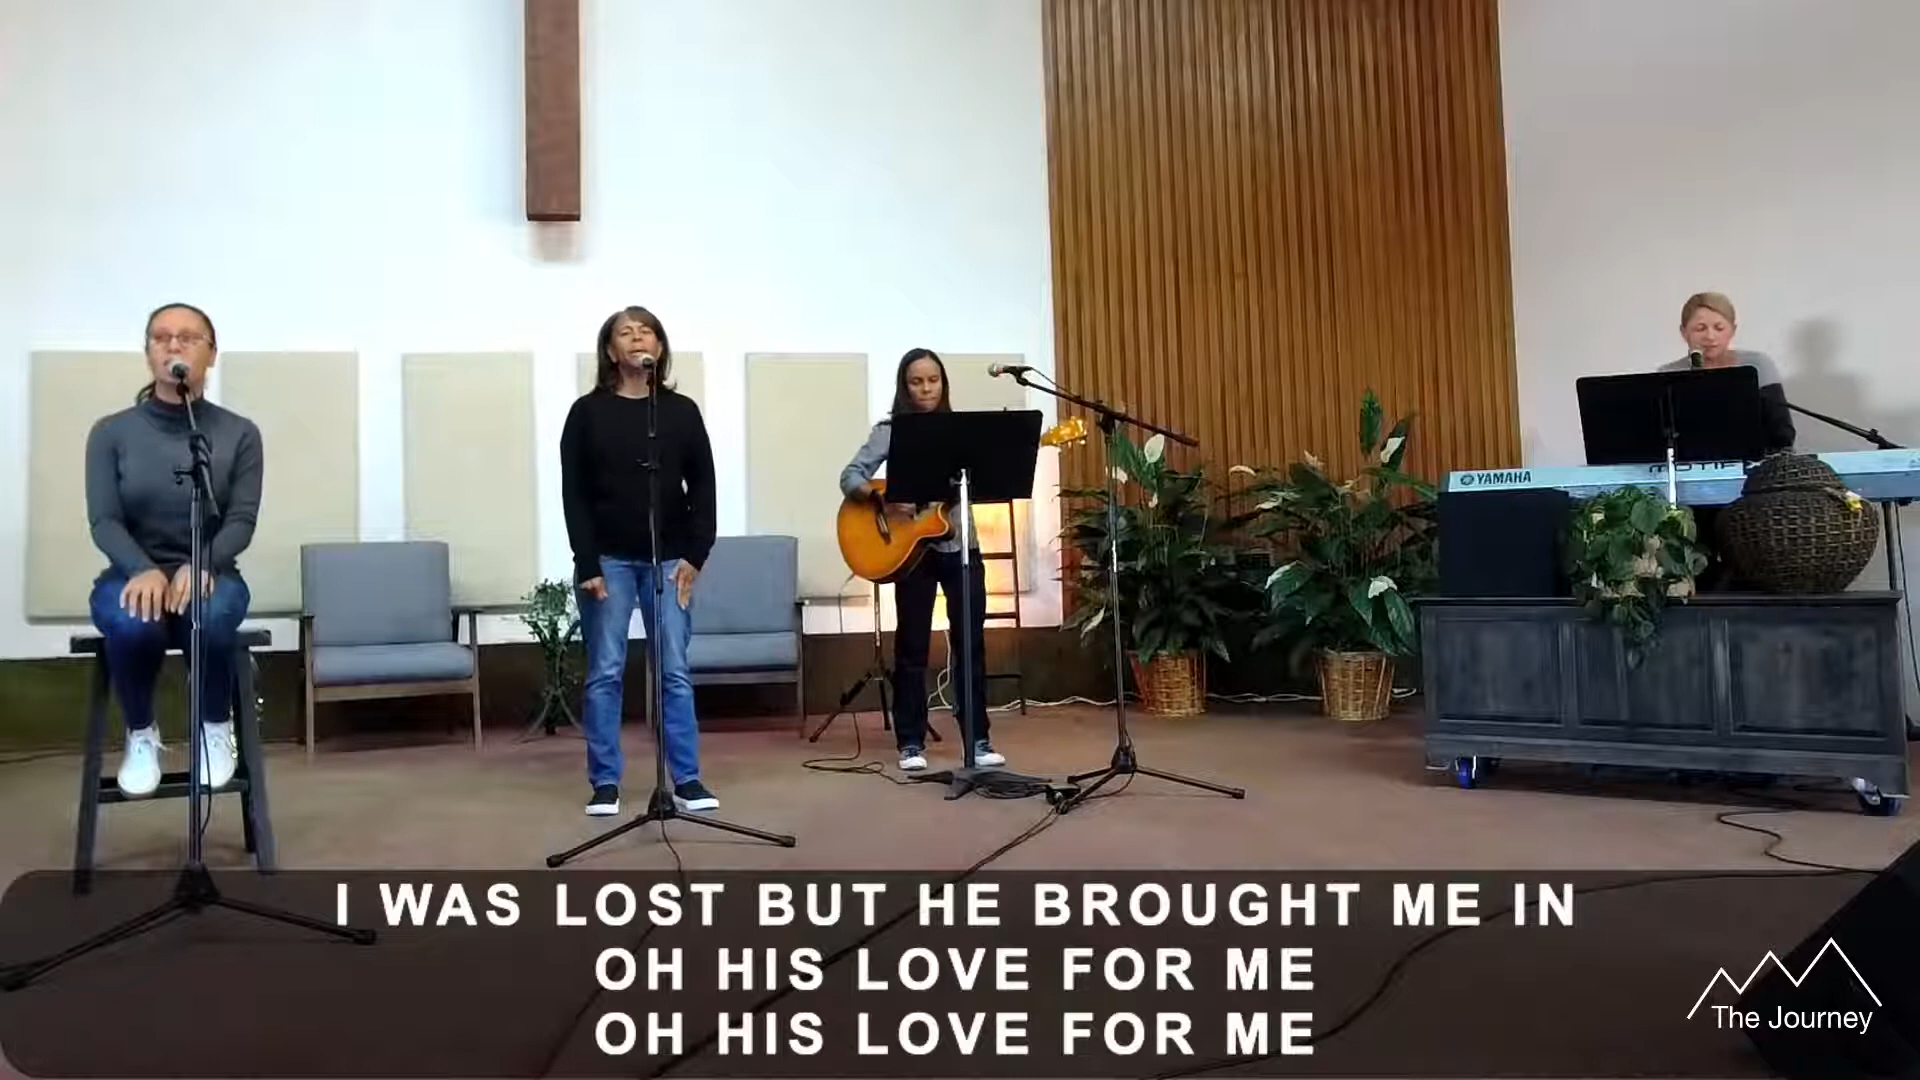 YAMAHA
MOTIF
I WAS LOST BUT HE BROUGHT ME IN
OH HIS LOVE FOR ME
OH HIS LOVE FOR ME
The Journey